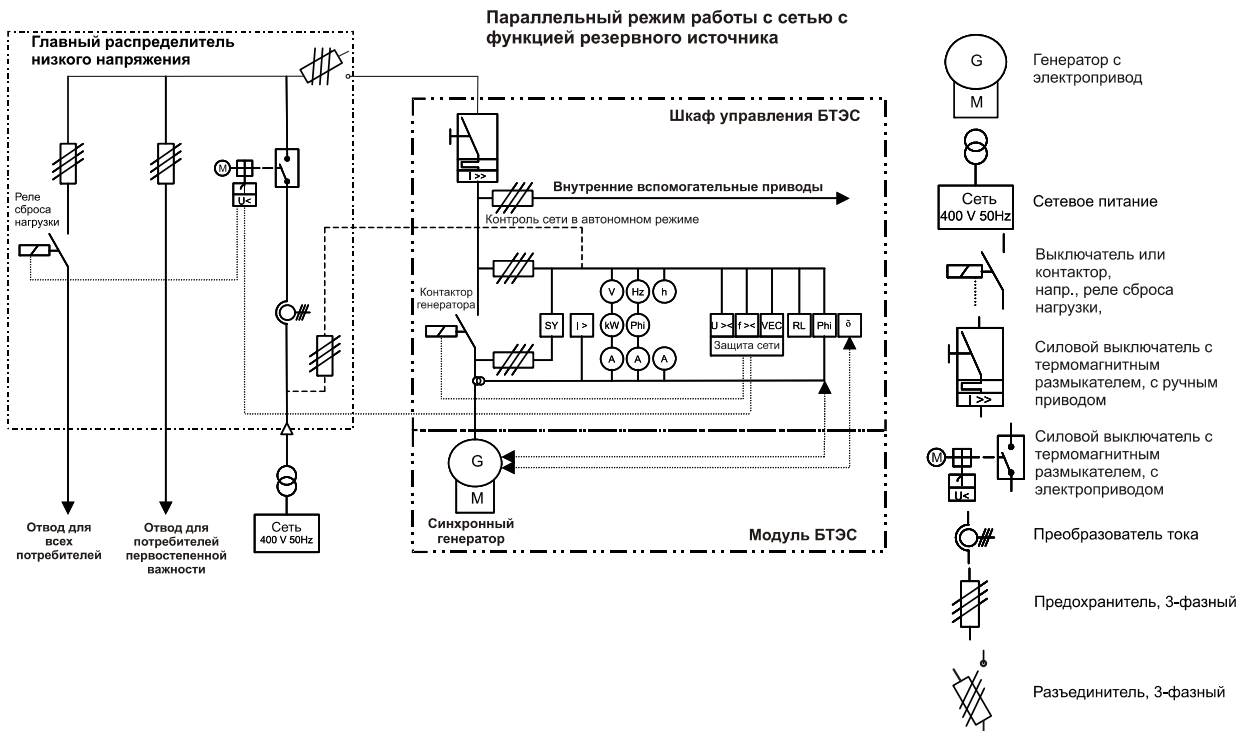 Параллельный режим работы с сетью с
функцией резервного источника
Главный распределитель
низкого напряжения
Реле
сброса
нагрузки
M
U<
Отвод для
всех
потребителей
Отвод для
потребителей
первостепенной
важности
Сеть
400 V 50Hz
Шкаф управления БТЭС
I >>
Внутренние вспомогательные приводы
Контроль сети в автономном режиме
Контактор
генератора
SY
I >
V
Hz
h
kW
Phi
A
A
A
U ><
f ><
VEC
Защита сети
RL
Phi
δ
G
M
Синхронный
генератор
Модуль БТЭС
G
M
Генератор с
электропривод
Сеть
400 V 50Hz
Сетевое питание
Выключатель или
контактор,
напр., реле сброса
нагрузки,
I >>
Силовой выключатель с
термомагнитным
размыкателем, с ручным
приводом
M
U<
Силовой выключатель с
термомагнитным
размыкателем, с
электроприводом
Преобразователь тока
Предохранитель, 3-фазный
Разъединитель, 3-фазный